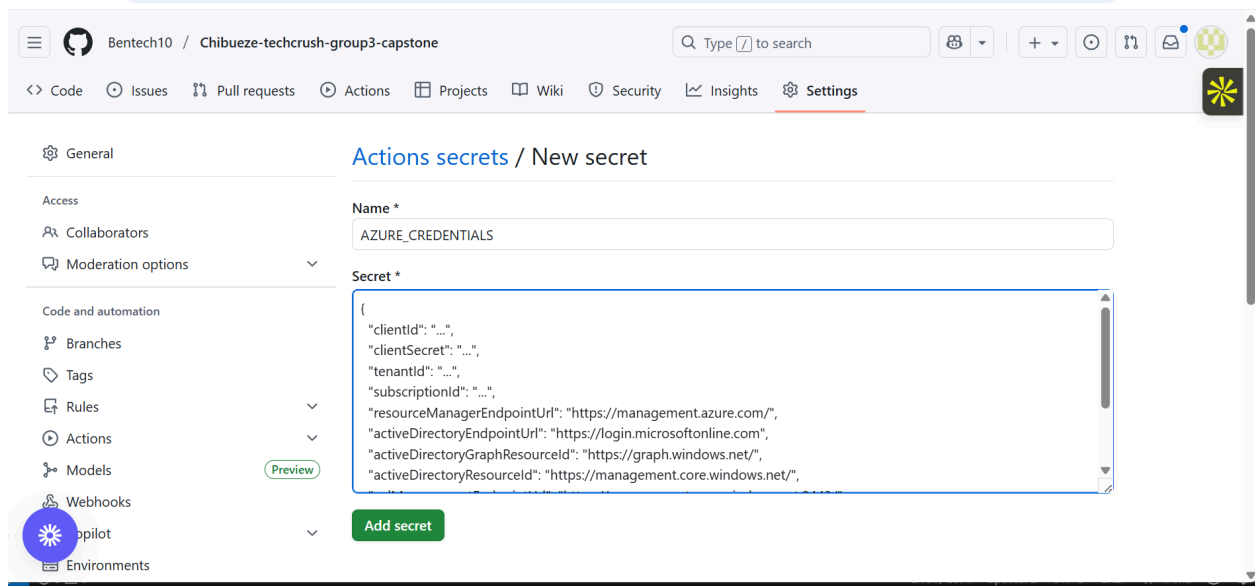 Bentech10 / Chibueze-techcrush-group3-capstone
Type / to search
Code Issues Pull requests Actions Projects Wiki Security Insights Settings
General
Access
Collaborators
Moderation options
Code and automation
Branches
Tags
Rules
Actions
Models Preview
Webhooks
opilot
Environments
Actions secrets / New secret
Name *
AZURE_CREDENTIALS
Secret *
{
"clientId": "...",
"clientSecret": "...",
"tenantId": "...",
"subscriptionId": "...",
"resourceManagerEndpointUrl": "https://management.azure.com/",
"activeDirectoryEndpointUrl": "https://login.microsoftonline.com",
"activeDirectoryGraphResourceId": "https://graph.windows.net/",
"activeDirectoryResourceId": "https://management.core.windows.net/",
Add secret